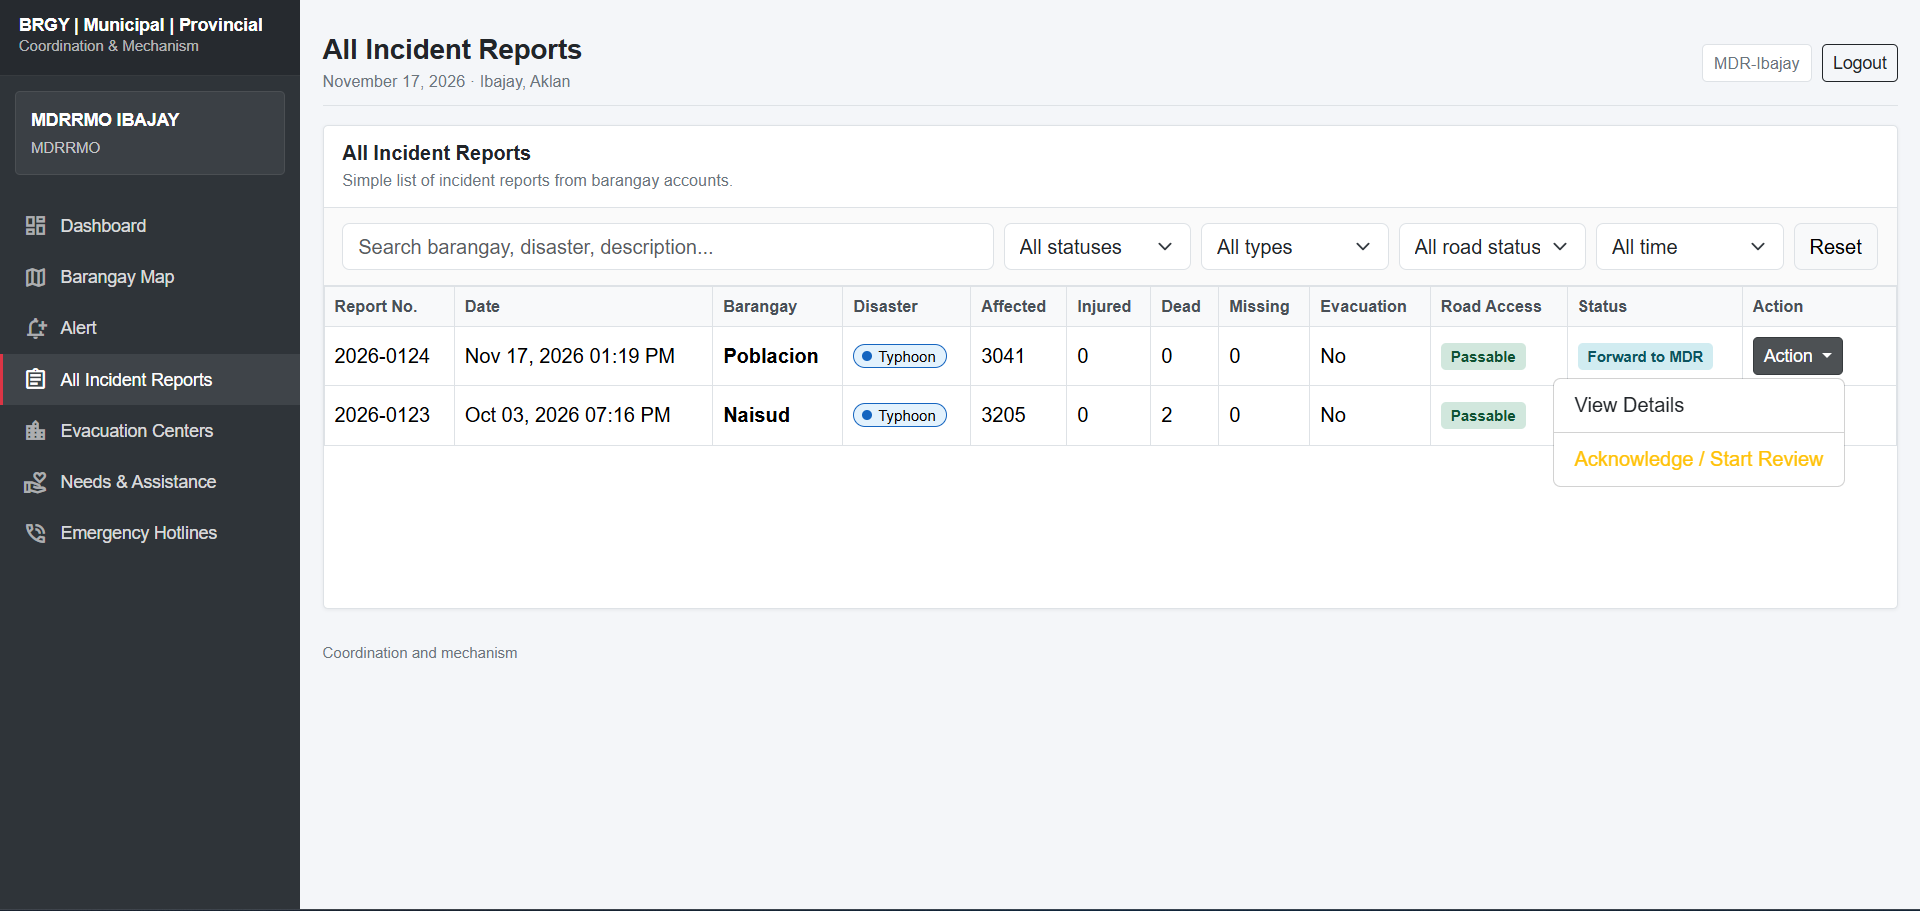 BRGY | Municipal | Provincial
Coordination & Mechanism
MDRRMO IBAJAY
MDRRMO
Dashboard
Barangay Map
Alert
All Incident Reports
Evacuation Centers
Needs & Assistance
Emergency Hotlines
All Incident Reports
November 17, 2026 · Ibajay, Aklan
MDR-Ibajay
Logout
All Incident Reports
Simple list of incident reports from barangay accounts.
Search barangay, disaster, description...
All statuses
All types
All road status
All time
Reset
Report No. Date Barangay Disaster Affected Injured Dead Missing Evacuation Road Access Status Action
2026-0124 Nov 17, 2026 01:19 PM Poblacion Typhoon 3041 0 0 0 No Passable Forward to MDR Action
2026-0123 Oct 03, 2026 07:16 PM Naisud Typhoon 3205 0 2 0 No Passable
View Details
Acknowledge / Start Review
Coordination and mechanism